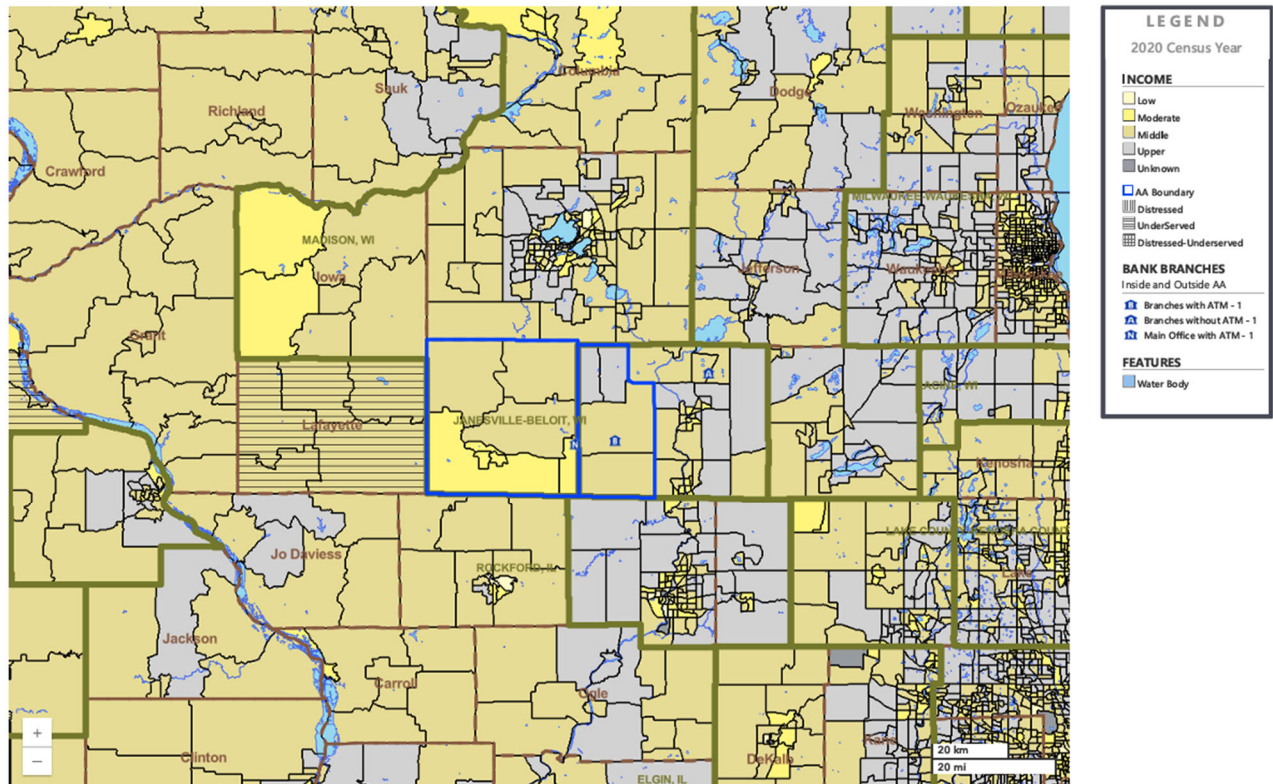 LEGEND
2020 Census Year
INCOME
Low
Moderate
Middle
Upper
Unknown
AA Boundary
Distressed
UnderServed
Distressed-Underserved
BANK BRANCHES
Inside and Outside AA
Branches with ATM - 1
Branches without ATM - 1
Main Office with ATM - 1
FEATURES
Water Body
Columbia
Sauk
Dodge
Richland
Washington
Ozaukee
Crawford
MADISON, WI
Iowa
Jefferson
Waukesha
Grant
Lafayette
JANESVILLE-BELOIT, WI
Kenosha
Jo Daviess
ROCKFORD, IL
Lake
Jackson
Carroll
Ogle
Clinton
DeKalb
Kane
ELGIN, IL
+
−
20 km
20 mi